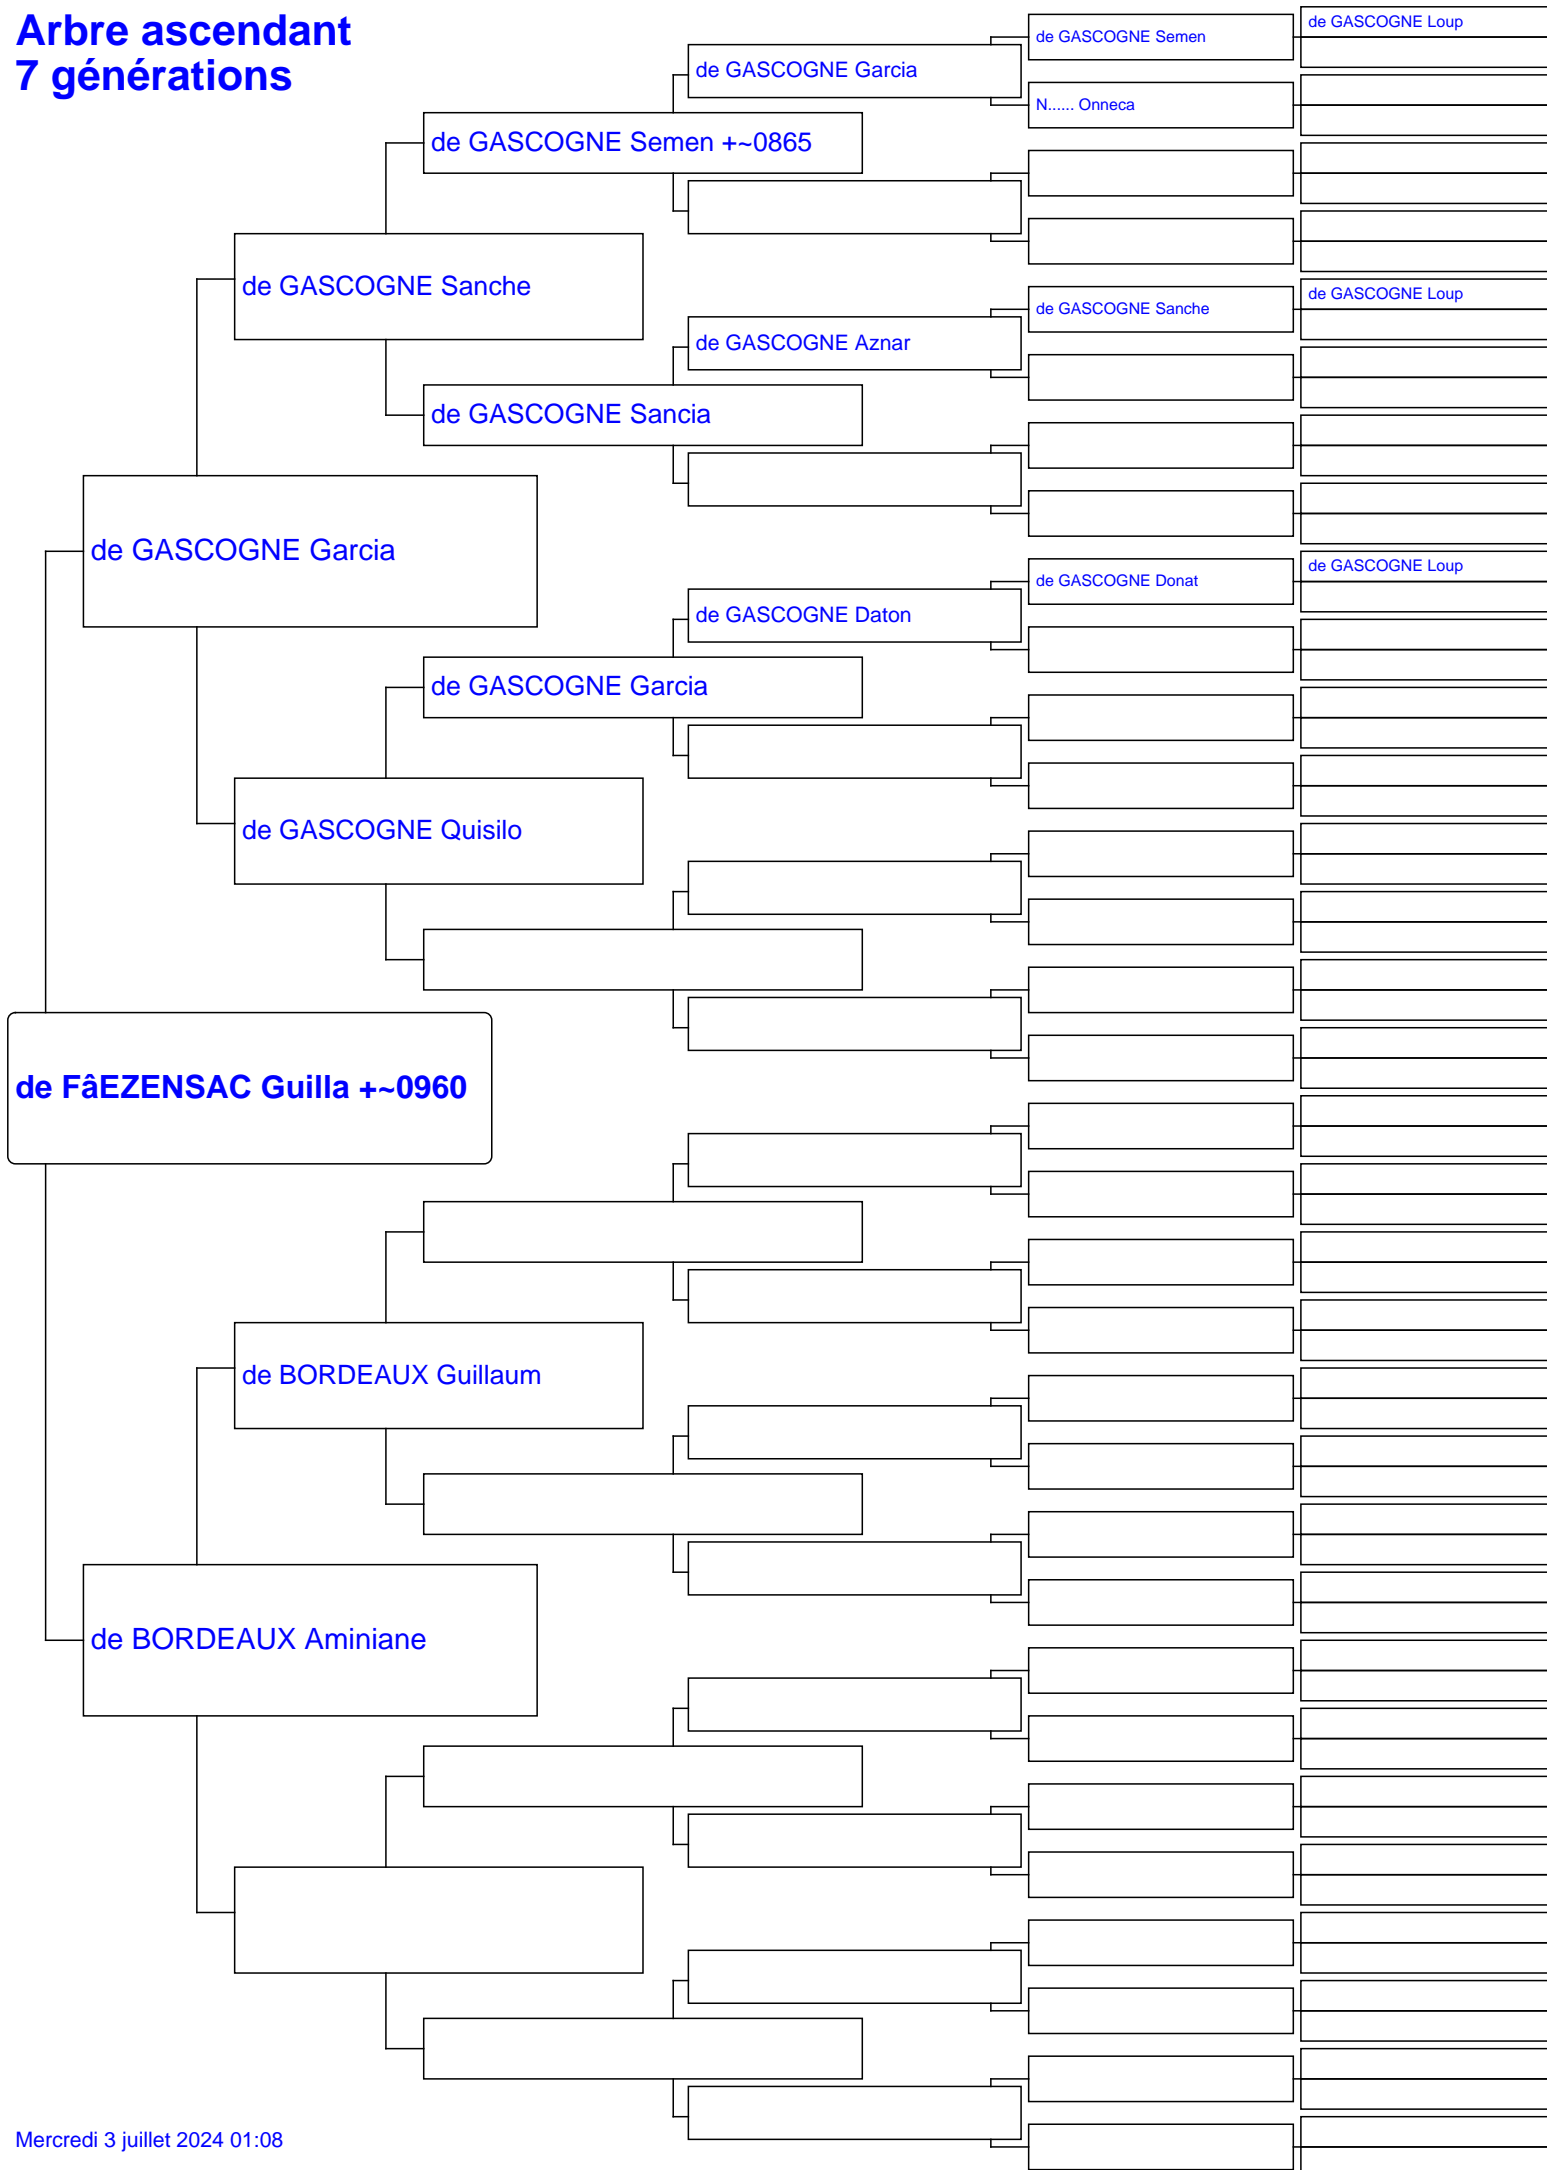 Arbre ascendant
7 générations
de GASCOGNE Loup
de GASCOGNE Semen
de GASCOGNE Garcia
N...... Onneca
de GASCOGNE Semen +~0865
de GASCOGNE Sanche
de GASCOGNE Loup
de GASCOGNE Sanche
de GASCOGNE Aznar
de GASCOGNE Sancia
de GASCOGNE Garcia
de GASCOGNE Loup
de GASCOGNE Donat
de GASCOGNE Daton
de GASCOGNE Garcia
de GASCOGNE Quisilo
de FâEZENSAC Guilla +~0960
de BORDEAUX Guillaum
de BORDEAUX Aminiane
Mercredi 3 juillet 2024 01:08